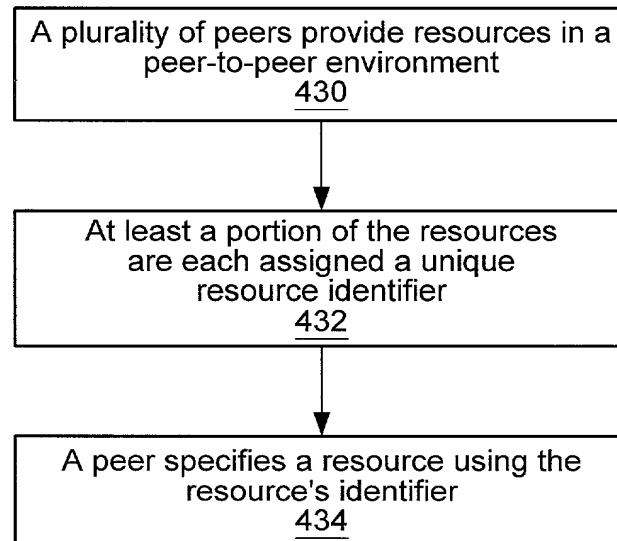 A plurality of peers provide resources in a
peer-to-peer environment
430
At least a portion of the resources
are each assigned a unique
resource identifier
432
A peer specifies a resource using the
resource's identifier
434